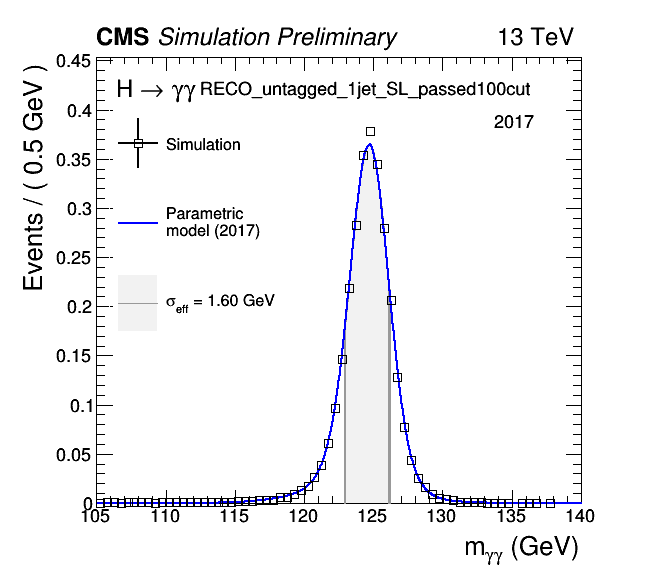 CMS Simulation Preliminary 13 TeV
Events / ( 0.5 GeV )
0.45
0.4
0.35
0.3
0.25
0.2
0.15
0.1
0.05
0
H → γγ RECO_untagged_1jet_SL_passed100cut
2017
Simulation
Parametric
model (2017)
σeff = 1.60 GeV
105 110 115 120 125 130 135 140
mγγ (GeV)